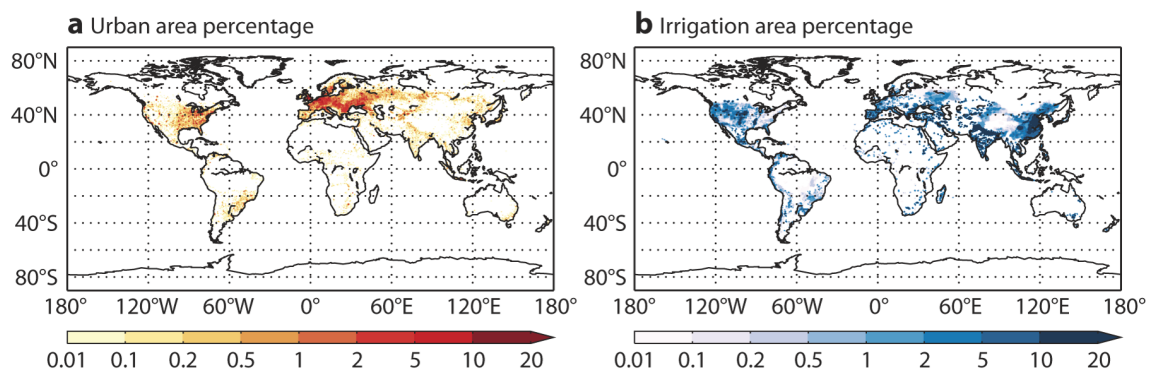 a Urban area percentage
b Irrigation area percentage
80°N
40°N
0°
40°S
80°S
180° 120°W 60°W 0° 60°E 120°E 180°
0.01 0.1 0.2 0.5 1 2 5 10 20
80°N
40°N
0°
40°S
80°S
180° 120°W 60°W 0° 60°E 120°E 180°
0.01 0.1 0.2 0.5 1 2 5 10 20